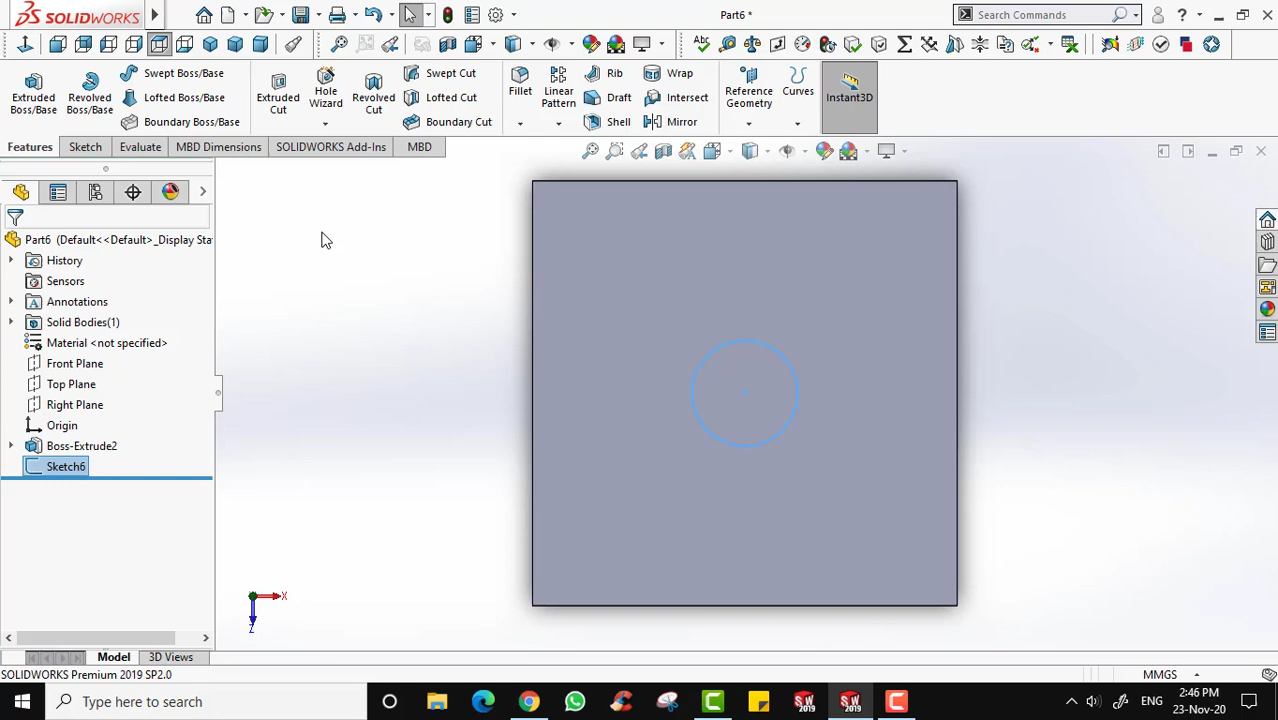 SOLIDWORKS
Part6 *
Search Commands
Extruded Boss/Base
Revolved Boss/Base
Swept Boss/Base
Lofted Boss/Base
Boundary Boss/Base
Extruded Cut
Hole Wizard
Revolved Cut
Swept Cut
Lofted Cut
Boundary Cut
Fillet
Linear Pattern
Rib
Draft
Shell
Wrap
Intersect
Mirror
Reference Geometry
Curves
Instant3D
Features
Sketch
Evaluate
MBD Dimensions
SOLIDWORKS Add-Ins
MBD
Part6 (Default<<Default>_Display Sta
History
Sensors
Annotations
Solid Bodies(1)
Material <not specified>
Front Plane
Top Plane
Right Plane
Origin
Boss-Extrude2
Sketch6
X
Z
Model
3D Views
SOLIDWORKS Premium 2019 SP2.0
MMGS
Type here to search
SW
2019
SW
2019
ENG
2:46 PM
23-Nov-20